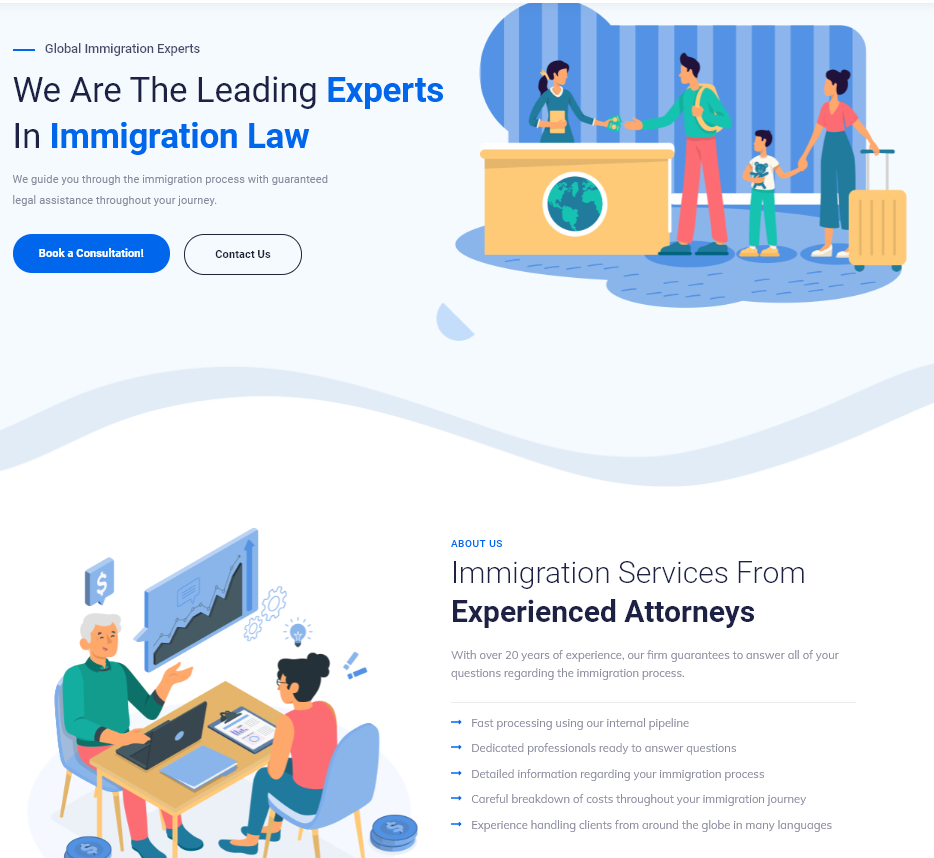 Global Immigration Experts
We Are The Leading Experts
In Immigration Law
We guide you through the immigration process with guaranteed
legal assistance throughout your journey.
Book a Consultation!
Contact Us
$
ABOUT US
Immigration Services From
Experienced Attorneys
With over 20 years of experience, our firm guarantees to answer all of your
questions regarding the immigration process.
Fast processing using our internal pipeline
Dedicated professionals ready to answer questions
Detailed information regarding your immigration process
Careful breakdown of costs throughout your immigration journey
Experience handling clients from around the globe in many languages
$
$